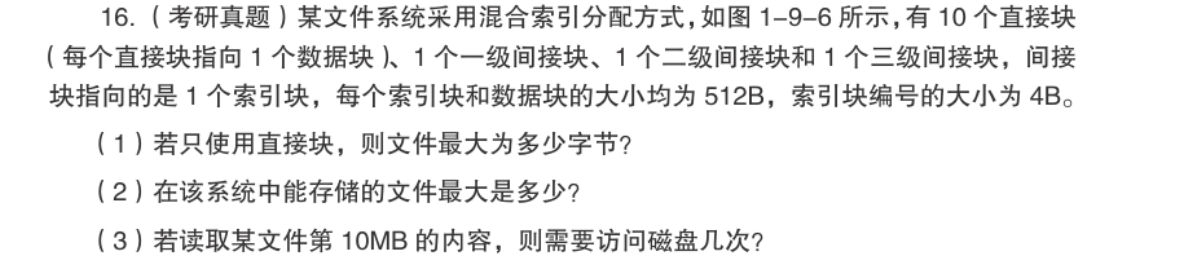 16.（考研真题）某文件系统采用混合索引分配方式，如图 1-9-6 所示，有 10 个直接块
（每个直接块指向 1 个数据块）、1 个一级间接块、1 个二级间接块和 1 个三级间接块，间接
块指向的是 1 个索引块，每个索引块和数据块的大小均为 512B，索引块编号的大小为 4B。
（1）若只使用直接块，则文件最大为多少字节？
（2）在该系统中能存储的文件最大是多少？
（3）若读取某文件第 10MB 的内容，则需要访问磁盘几次？